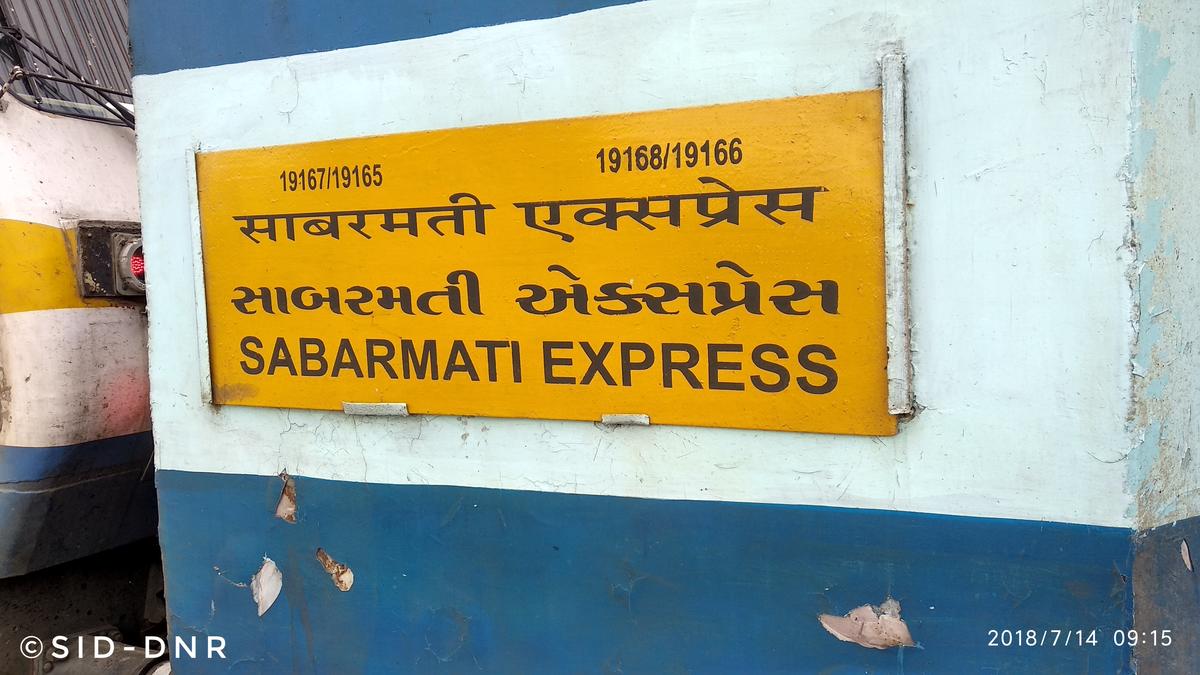 19167/19165 19168/19166
साबरमती एक्सप्रेस
સાબરમતી એક્સપ્રેસ
SABARMATI EXPRESS
©SID-DNR
2018/7/14 09:15